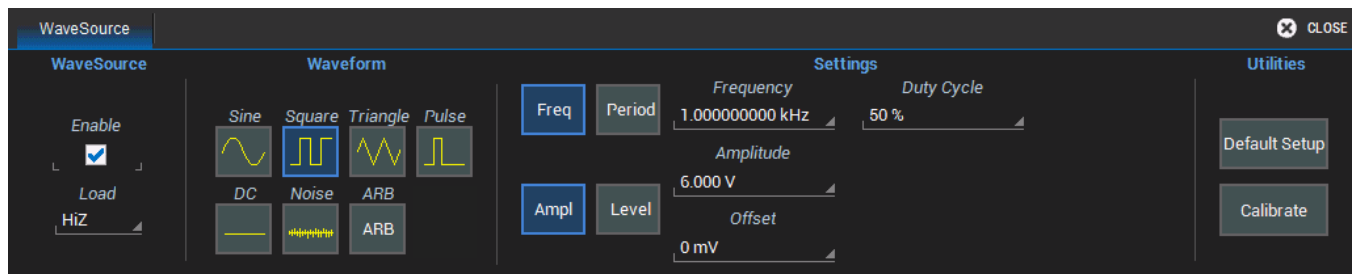 WaveSource
CLOSE
WaveSource
Waveform
Settings
Utilities
Enable
Load
HiZ
Sine
Square
Triangle
Pulse
DC
Noise
ARB
ARB
Freq
Period
Frequency
1.000000000 kHz
Duty Cycle
50 %
Amplitude
6.000 V
Ampl
Level
Offset
0 mV
Default Setup
Calibrate